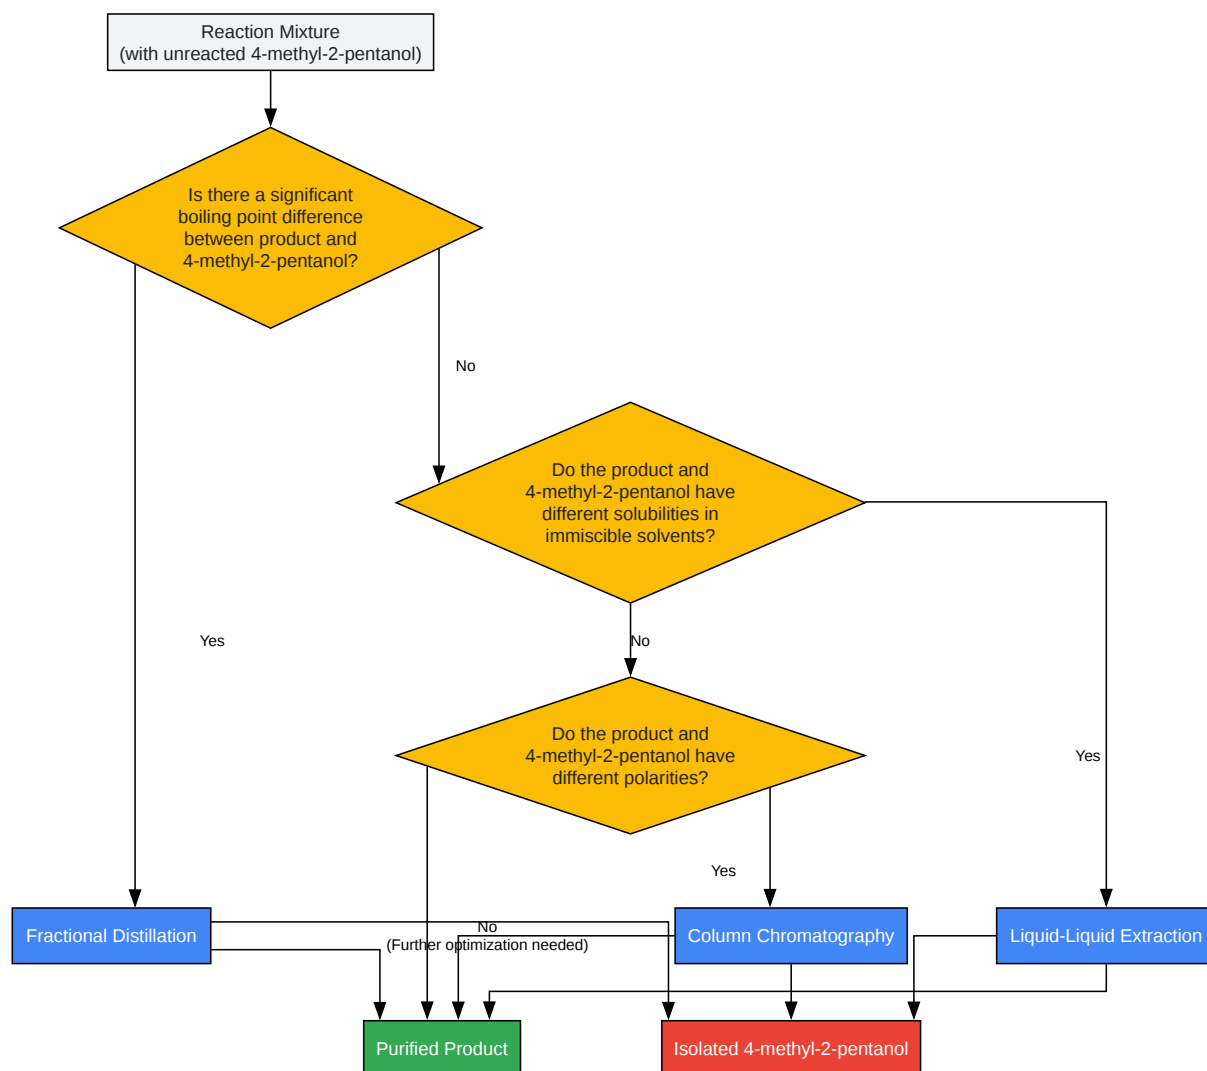 Reaction Mixture
(with unreacted 4-methyl-2-pentanol)
Is there a significant
boiling point difference
between product and
4-methyl-2-pentanol?
No
Do the product and
4-methyl-2-pentanol have
different solubilities in
immiscible solvents?
Yes
No
Do the product and
4-methyl-2-pentanol have
different polarities?
Yes
Yes
No
(Further optimization needed)
Fractional Distillation
Column Chromatography
Liquid-Liquid Extraction
Purified Product
Isolated 4-methyl-2-pentanol